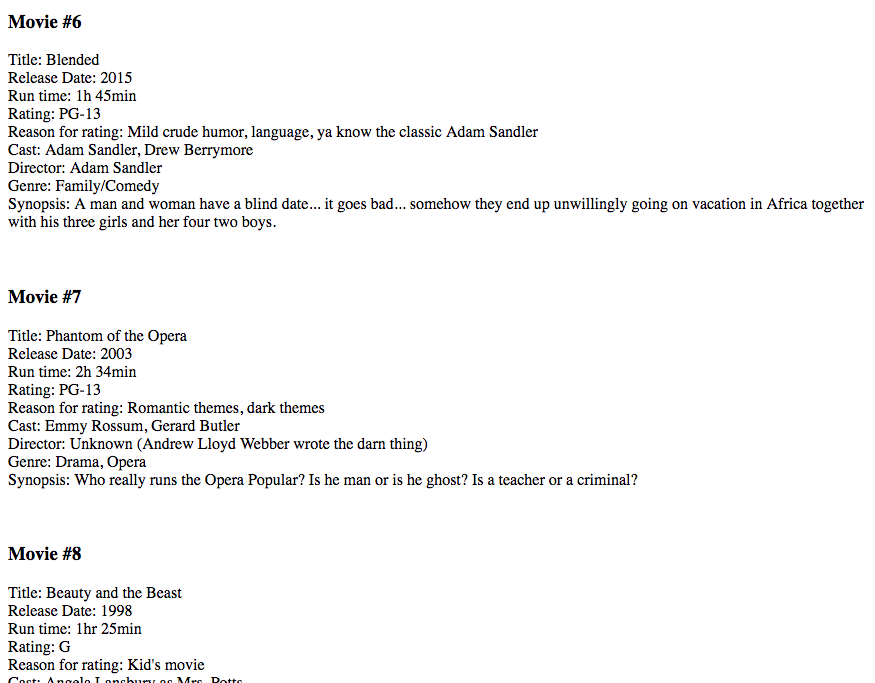 Movie #6
Title: Blended
Release Date: 2015
Run time: 1h 45min
Rating: PG-13
Reason for rating: Mild crude humor, language, ya know the classic Adam Sandler
Cast: Adam Sandler, Drew Berrymore
Director: Adam Sandler
Genre: Family/Comedy
Synopsis: A man and woman have a blind date... it goes bad... somehow they end up unwillingly going on vacation in Africa together
with his three girls and her four two boys.
Movie #7
Title: Phantom of the Opera
Release Date: 2003
Run time: 2h 34min
Rating: PG-13
Reason for rating: Romantic themes, dark themes
Cast: Emmy Rossum, Gerard Butler
Director: Unknown (Andrew Lloyd Webber wrote the darn thing)
Genre: Drama, Opera
Synopsis: Who really runs the Opera Popular? Is he man or is he ghost? Is a teacher or a criminal?
Movie #8
Title: Beauty and the Beast
Release Date: 1998
Run time: 1hr 25min
Rating: G
Reason for rating: Kid's movie
Cast: Angela Lansbury as Mrs. Potts